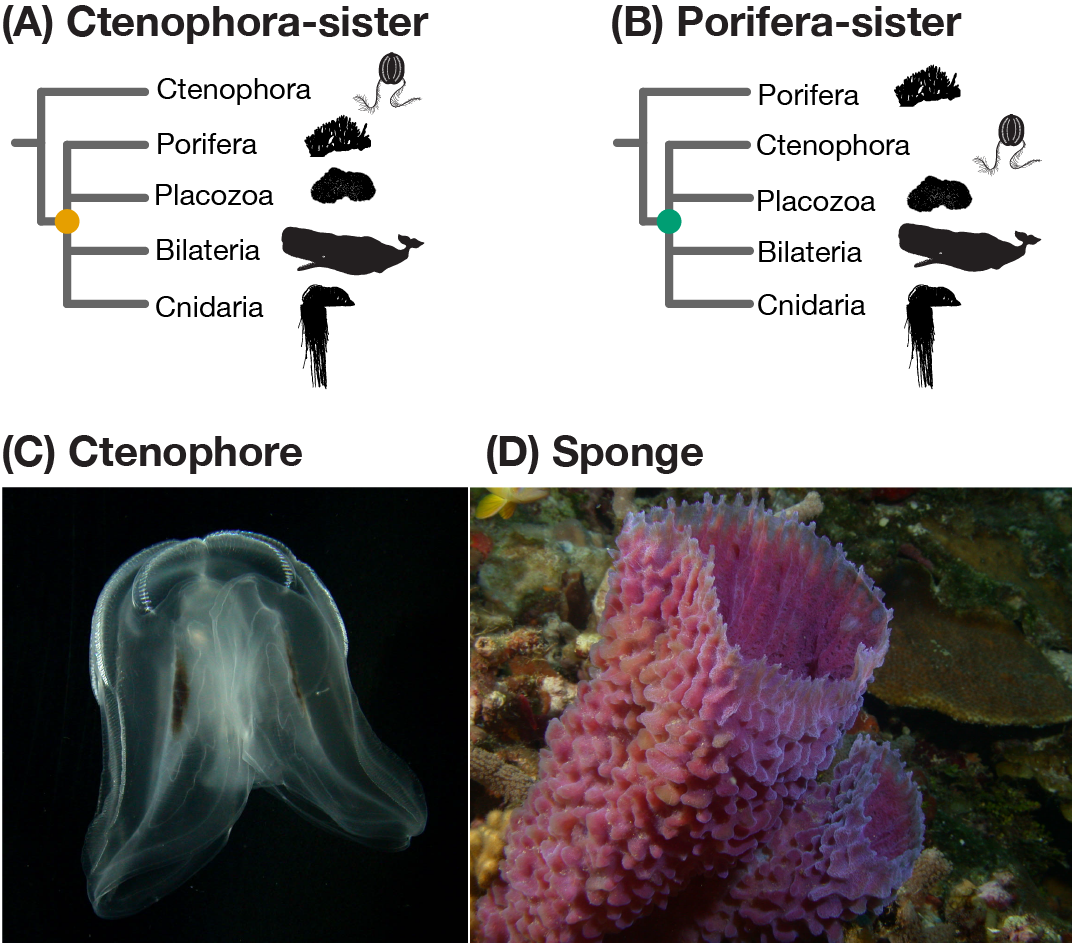 (A) Ctenophora-sister
Ctenophora
Porifera
Placozoa
Bilateria
Cnidaria
(B) Porifera-sister
Porifera
Ctenophora
Placozoa
Bilateria
Cnidaria
(C) Ctenophore
(D) Sponge